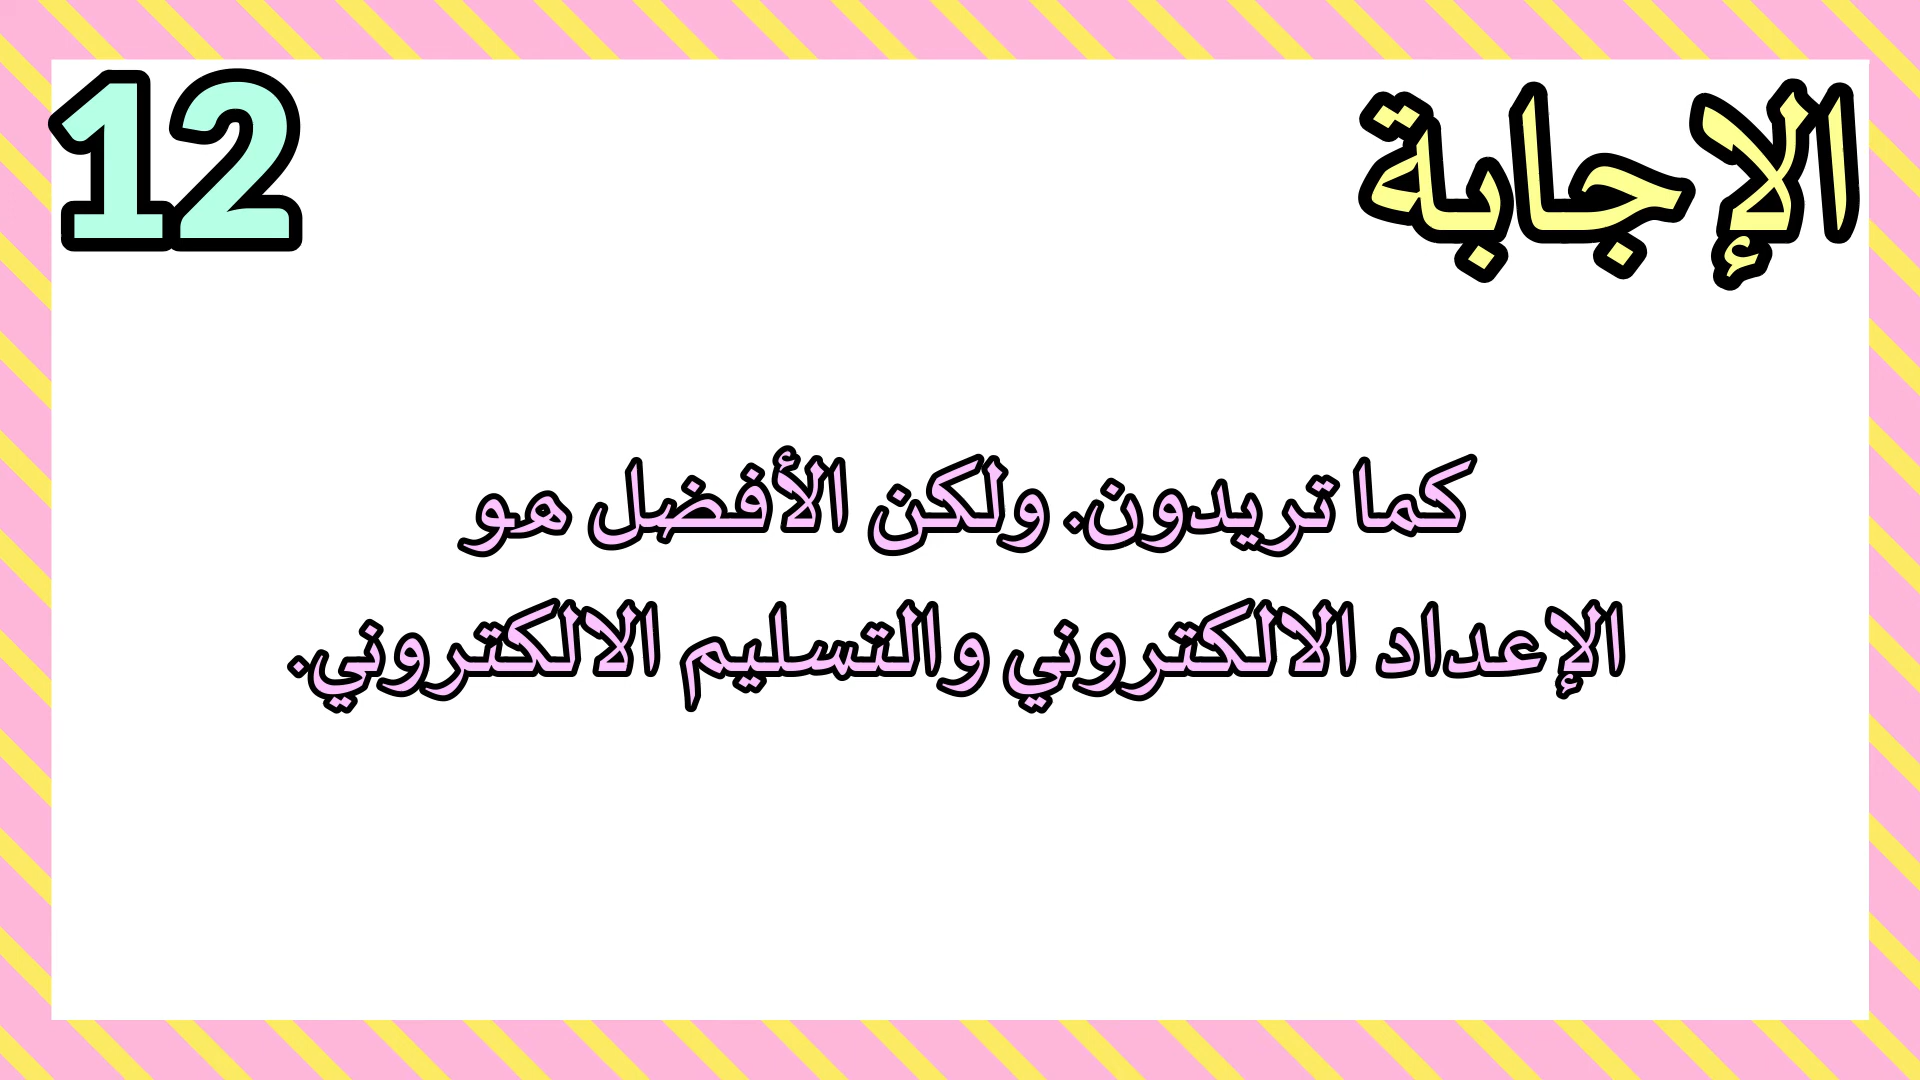 الإجابة
12
كما تريدون. ولكن الأفضل هو
الإعداد الالكتروني والتسليم الالكتروني.